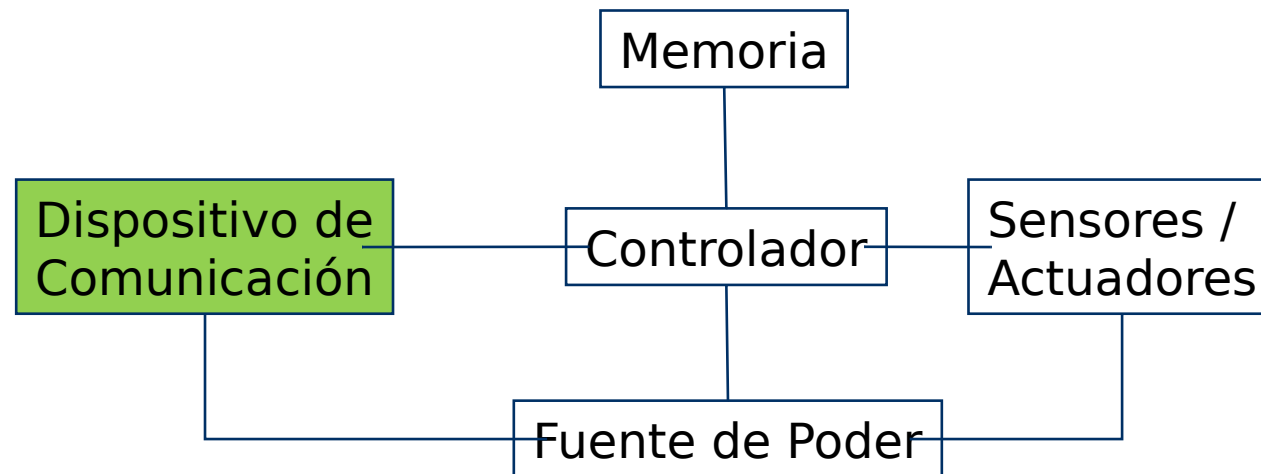 Memoria
Dispositivo de
Comunicación
Controlador
Sensores /
Actuadores
Fuente de Poder